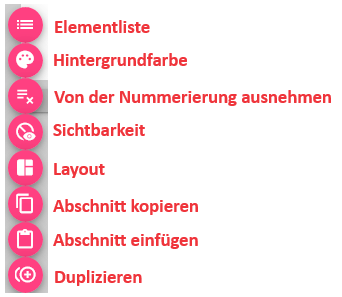 Elementliste
Hintergrundfarbe
Von der Nummerierung ausnehmen
Sichtbarkeit
Layout
Abschnitt kopieren
Abschnitt einfügen
Duplizieren